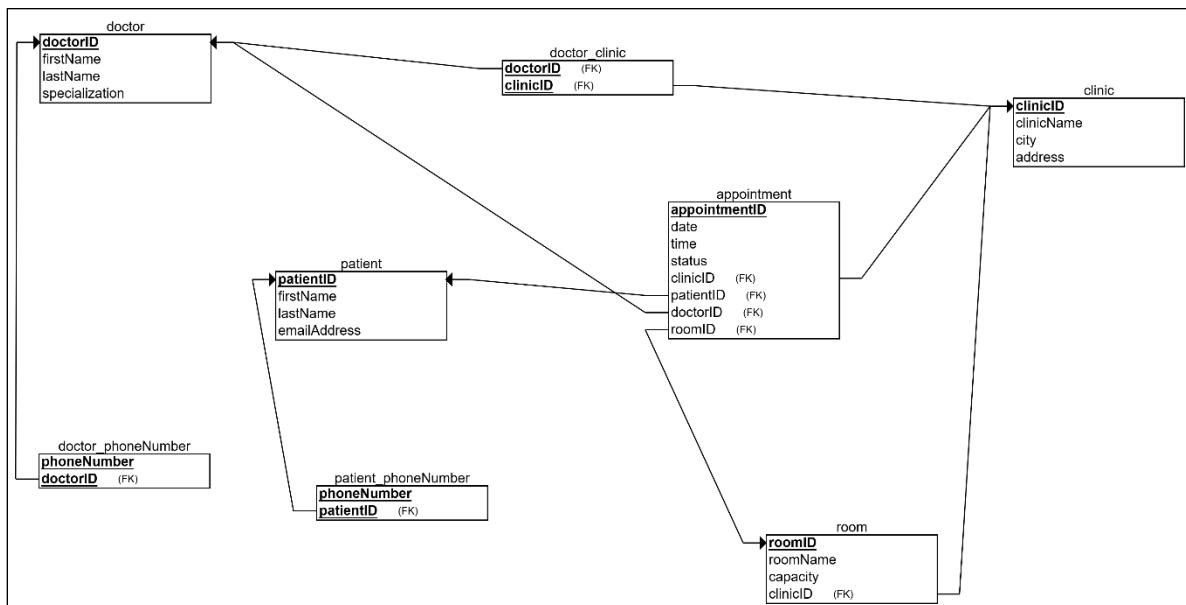 doctor
doctorID
firstName
lastName
specialization
doctor_clinic
doctorID (FK)
clinicID (FK)
clinic
clinicID
clinicName
city
address
appointment
appointmentID
date
time
status
clinicID (FK)
patientID (FK)
doctorID (FK)
roomID (FK)
patient
patientID
firstName
lastName
emailAddress
doctor_phoneNumber
phoneNumber
doctorID (FK)
patient_phoneNumber
phoneNumber
patientID (FK)
room
roomID
roomName
capacity
clinicID (FK)